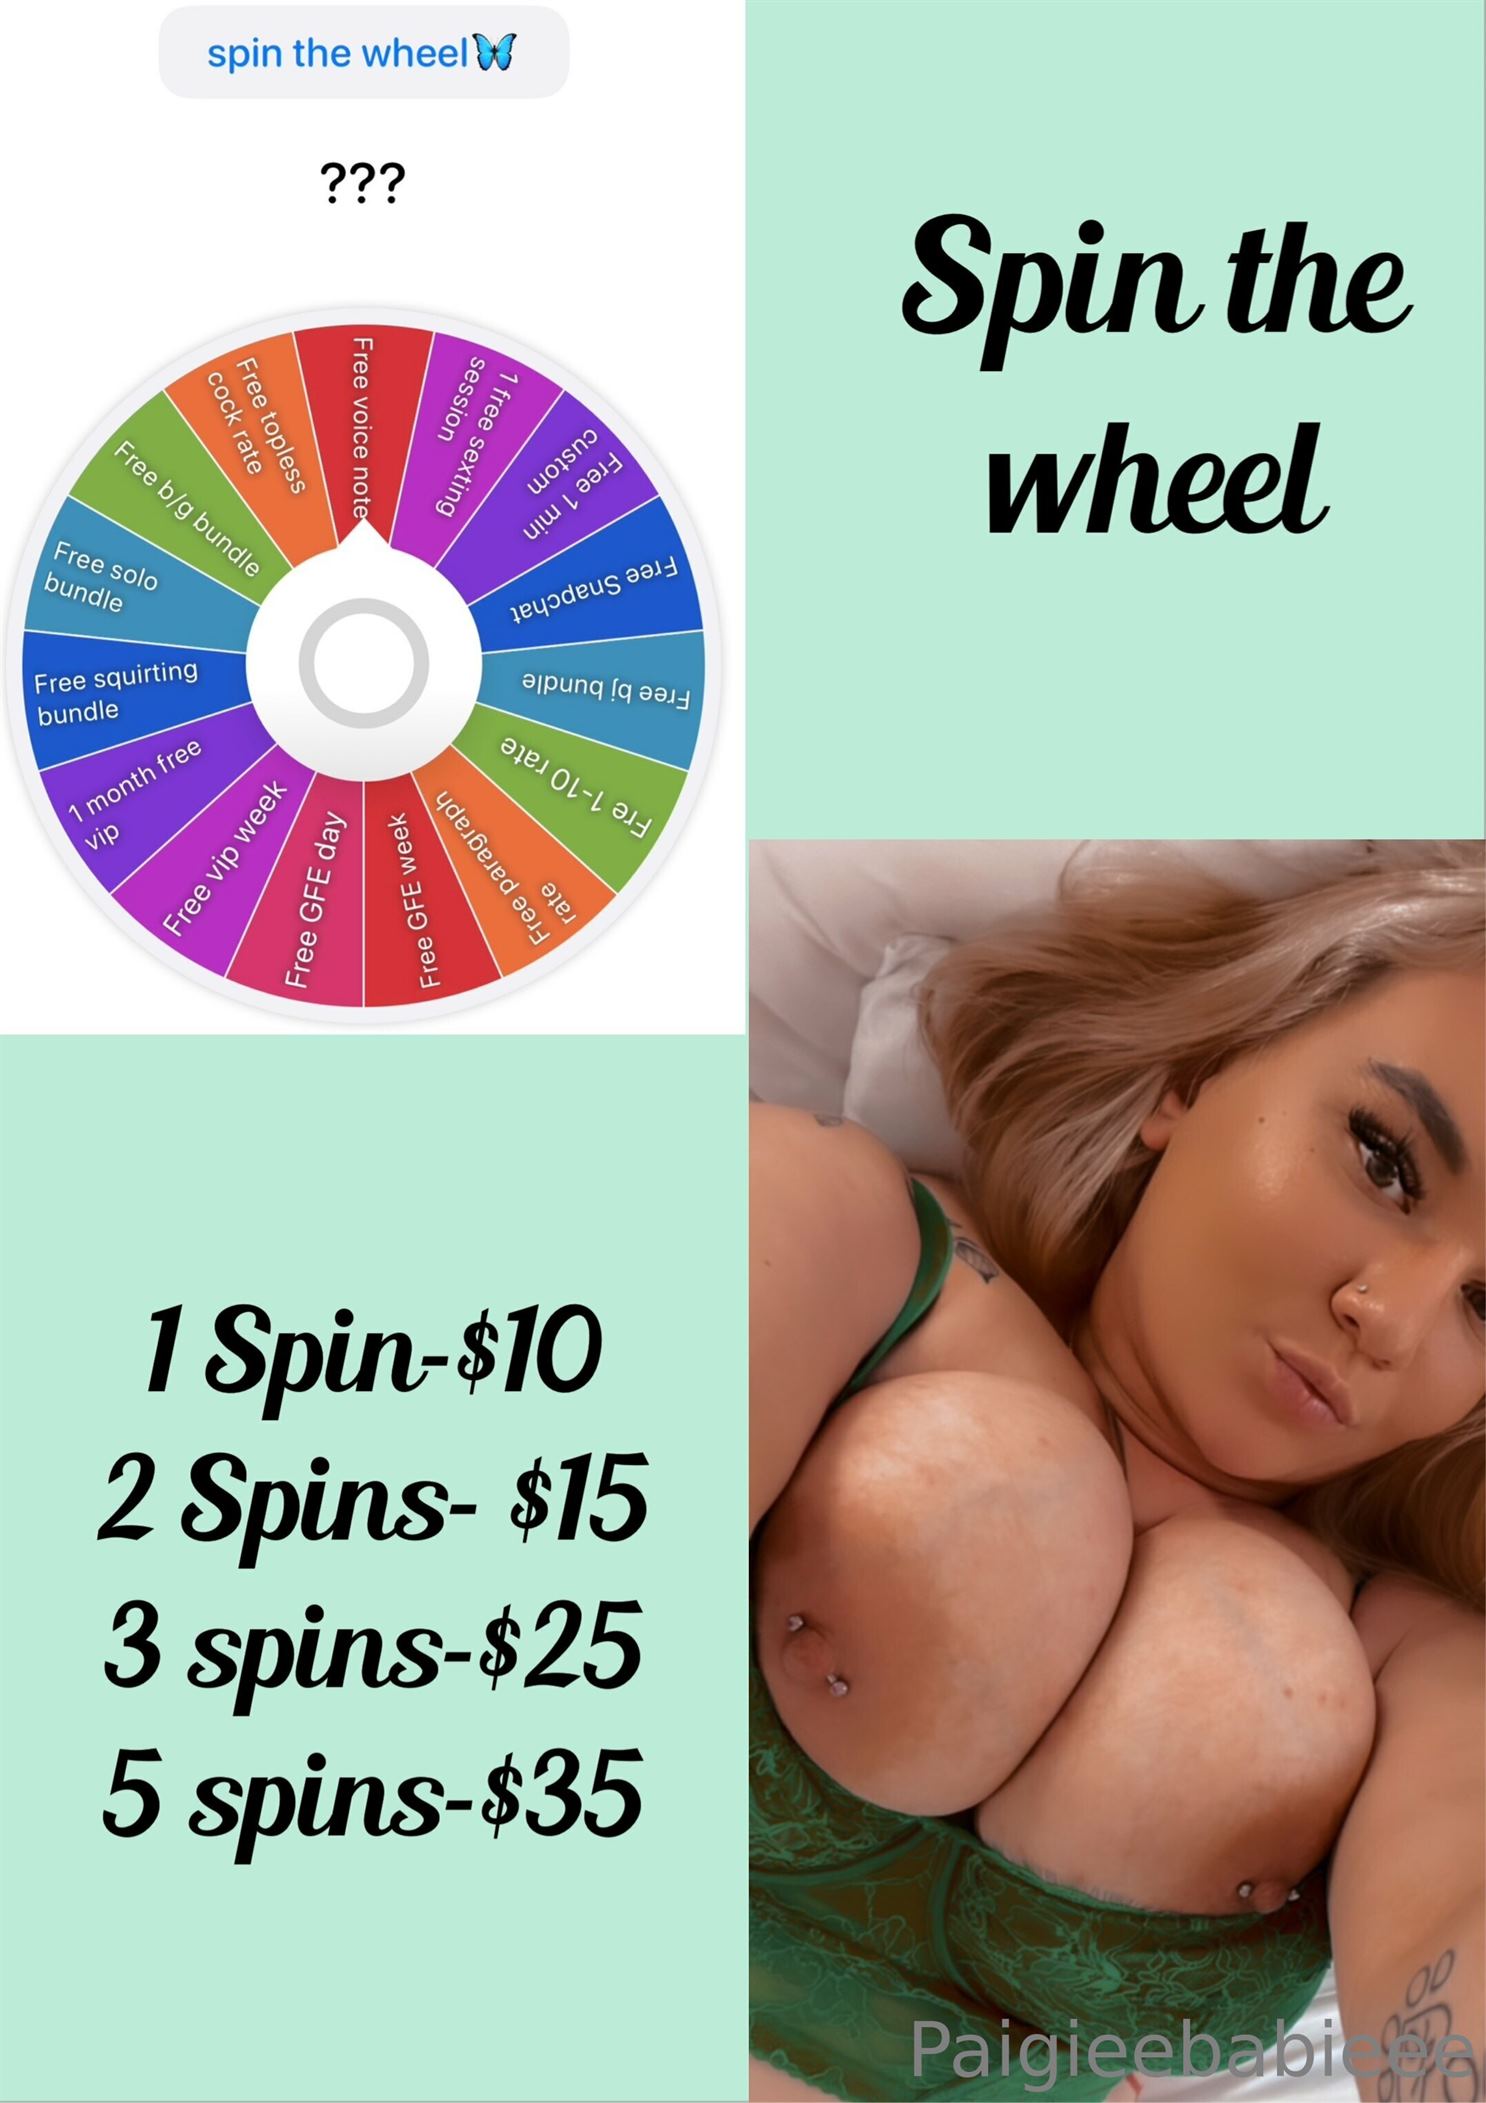 spin the wheel🦋
???
Free voice note
1 free sexting
session
Free 1 min
custom
Free Snapchat
Free bj bundle
Fre 1-10 rate
Free paragraph
rate
Free GFE week
Free GFE day
Free vip week
1 month free
vip
Free squirting
bundle
Free solo
bundle
Free b/g bundle
Free topless
cock rate
Spin the
wheel
1 Spin-$10
2 Spins- $15
3 spins-$25
5 spins-$35
Paigieebabieee